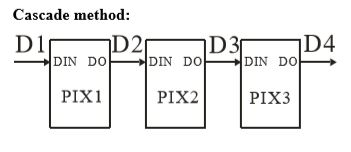 Cascade method:
D1 D2 D3 D4
DIN DO DIN DO DIN DO
PIX1 PIX2 PIX3